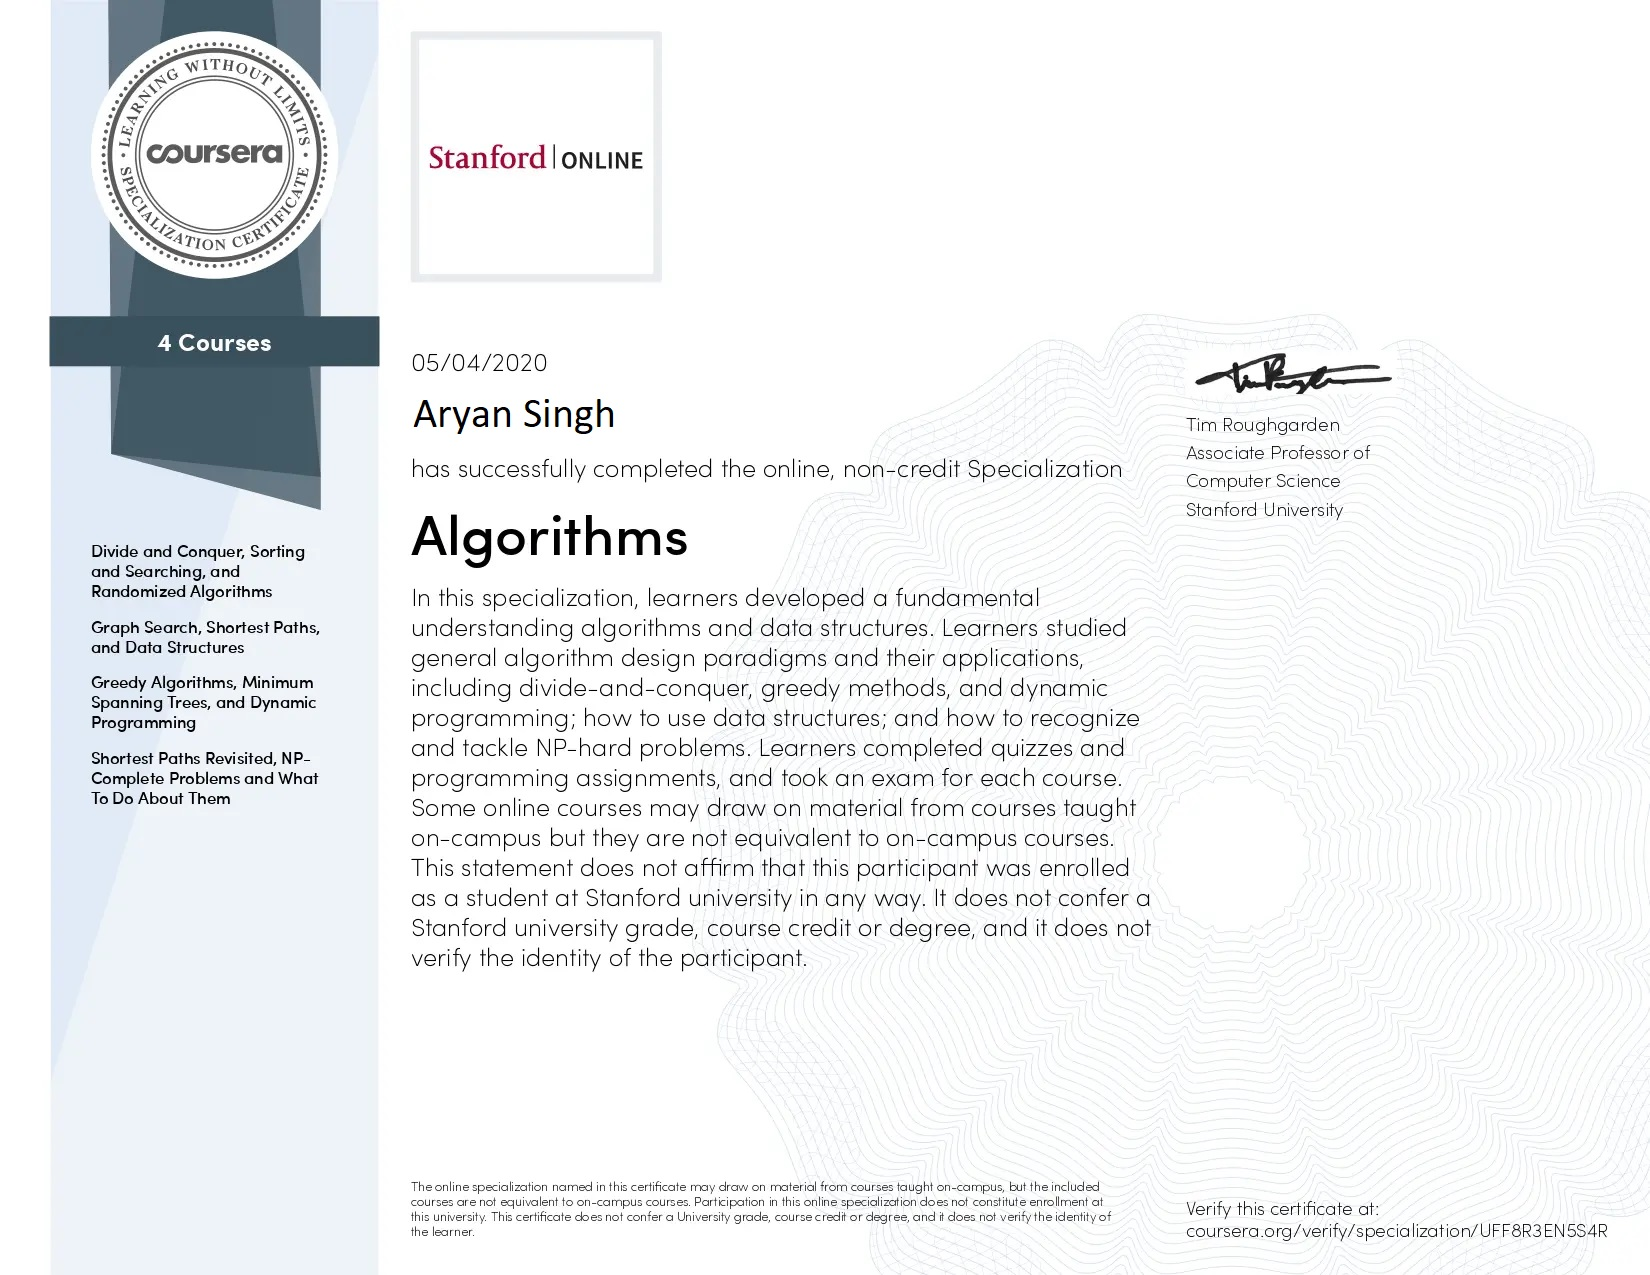 LEARNING WITHOUT LIMITS
coursera
SPECIALIZATION CERTIFICATE
4 Courses
Divide and Conquer, Sorting
and Searching, and
Randomized Algorithms
Graph Search, Shortest Paths,
and Data Structures
Greedy Algorithms, Minimum
Spanning Trees, and Dynamic
Programming
Shortest Paths Revisited, NP-
Complete Problems and What
To Do About Them
Stanford | ONLINE
05/04/2020
Aryan Singh
has successfully completed the online, non-credit Specialization
Algorithms
In this specialization, learners developed a fundamental
understanding algorithms and data structures. Learners studied
general algorithm design paradigms and their applications,
including divide-and-conquer, greedy methods, and dynamic
programming; how to use data structures; and how to recognize
and tackle NP-hard problems. Learners completed quizzes and
programming assignments, and took an exam for each course.
Some online courses may draw on material from courses taught
on-campus but they are not equivalent to on-campus courses.
This statement does not affirm that this participant was enrolled
as a student at Stanford university in any way. It does not confer a
Stanford university grade, course credit or degree, and it does not
verify the identity of the participant.
Tim Roughgarden
Associate Professor of
Computer Science
Stanford University
The online specialization named in this certificate may draw on material from courses taught on-campus, but the included
courses are not equivalent to on-campus courses. Participation in this online specialization does not constitute enrollment at
this university. This certificate does not confer a University grade, course credit or degree, and it does not verify the identity of
the learner.
Verify this certificate at:
coursera.org/verify/specialization/UFF8R3EN5S4R